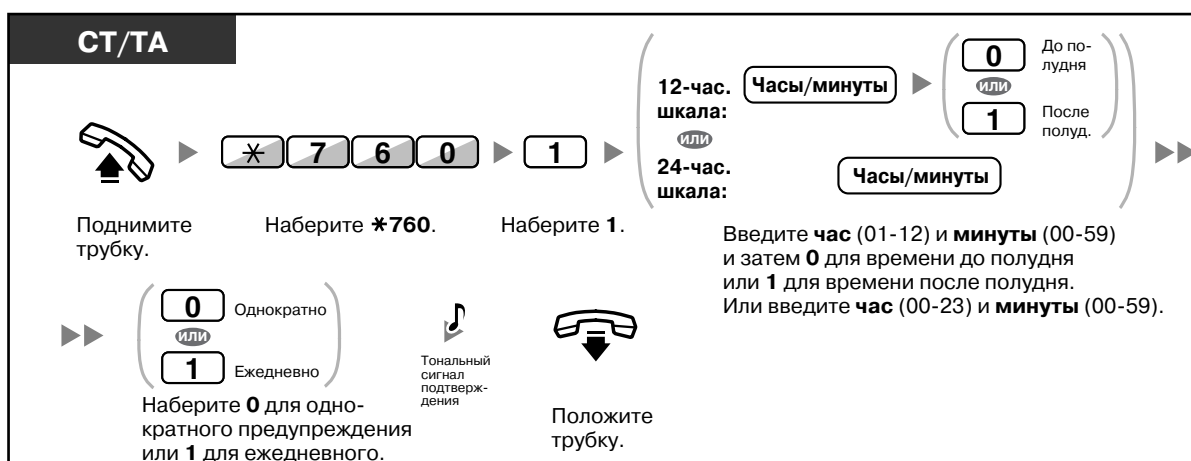 СТ/ТА
12-час.
шкала:
Часы/минуты
0
До по-
лудня
или
1
После
полуд.
или
24-час.
шкала:
Часы/минуты
* 7 6 0
1
Поднимите
трубку.
Наберите *760.
Наберите 1.
Введите час (01-12) и минуты (00-59)
и затем 0 для времени до полудня
или 1 для времени после полудня.
Или введите час (00-23) и минуты (00-59).
0 Однократно
или
1 Ежедневно
Наберите 0 для одно-
кратного предупреждения
или 1 для ежедневного.
Тональный
сигнал
подтверж-
дения
Положите
трубку.